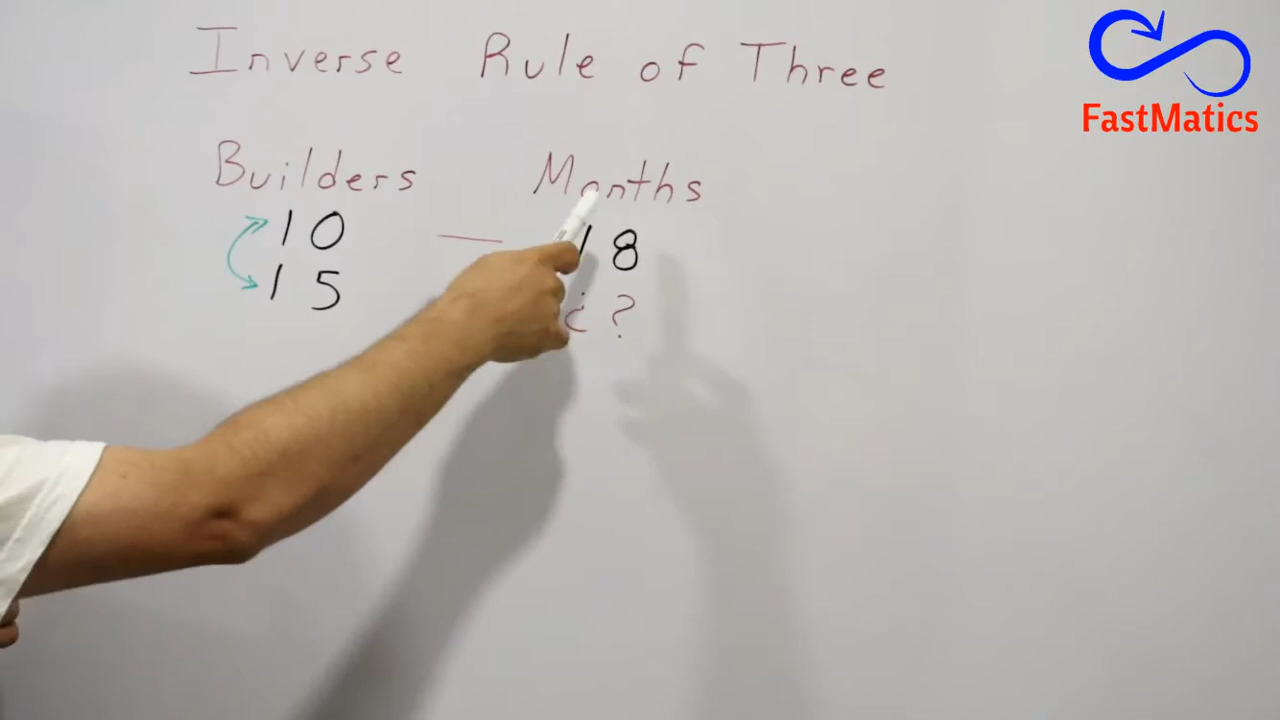 Inverse Rule of Three
FastMatics
Builders — Months
10 — 18
15 ¿?